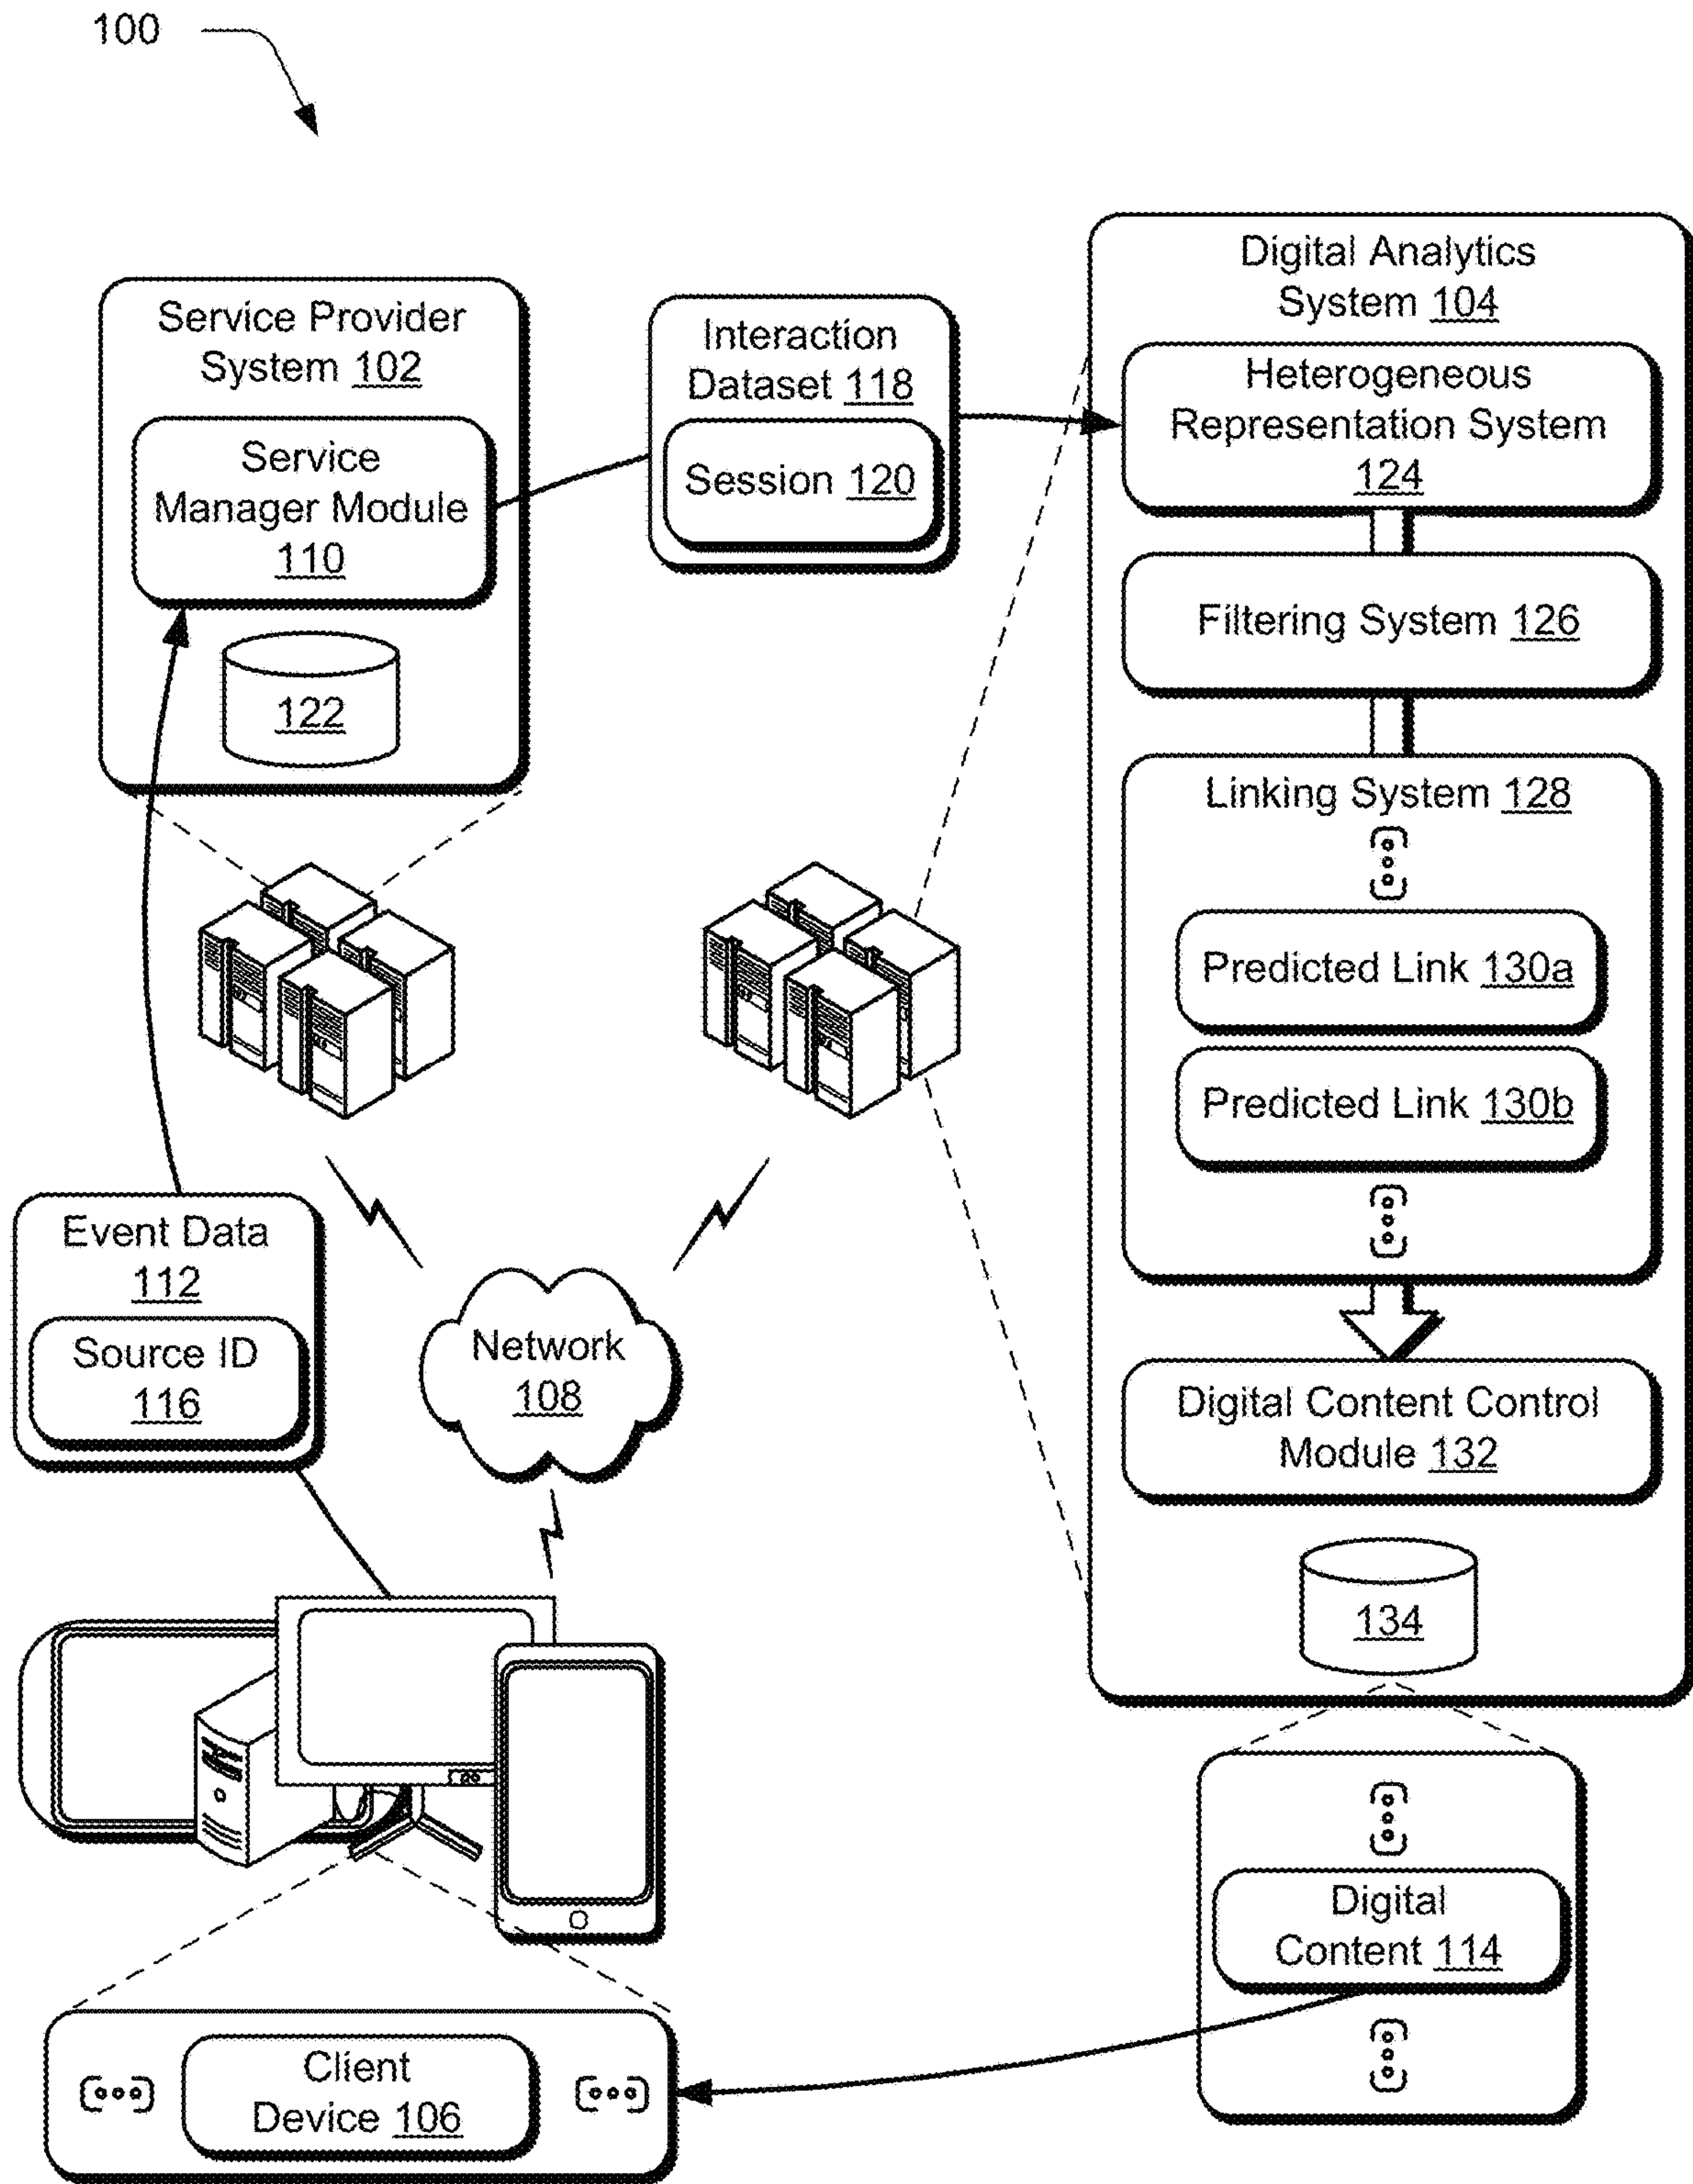 100
Service Provider
System 102
Service
Manager Module
110
122
Interaction
Dataset 118
Session 120
Digital Analytics
System 104
Heterogeneous
Representation System
124
Filtering System 126
Linking System 128
Predicted Link 130a
Predicted Link 130b
Digital Content Control
Module 132
134
Event Data
112
Source ID
116
Network
108
Digital
Content 114
Client
Device 106